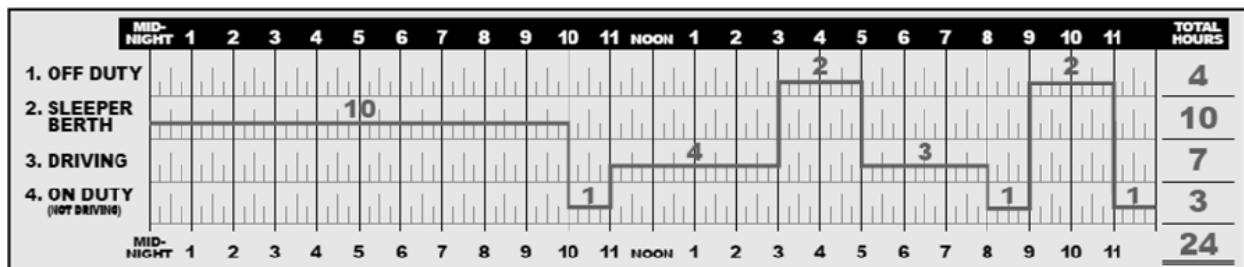 MID-
NIGHT 1 2 3 4 5 6 7 8 9 10 11 NOON 1 2 3 4 5 6 7 8 9 10 11 TOTAL HOURS
1. OFF DUTY 2 2 4
2. SLEEPER
BERTH 10 10
3. DRIVING 4 3 7
4. ON DUTY 1 1 1 3
(NOT DRIVING)
MID-
NIGHT 1 2 3 4 5 6 7 8 9 10 11 NOON 1 2 3 4 5 6 7 8 9 10 11 24